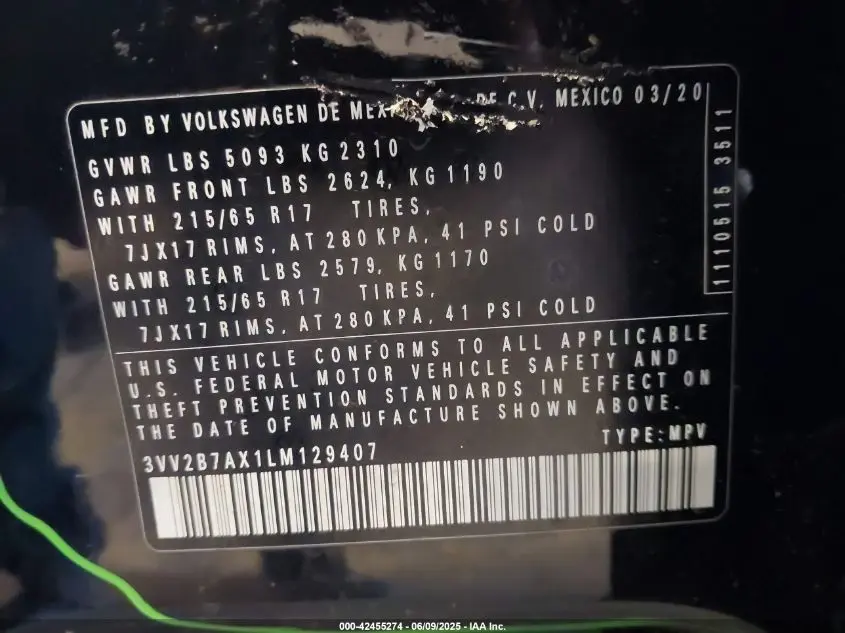 MFD BY VOLKSWAGEN DE DE C.V. MEXICO 03/20
GVWR LBS 5093 KG 2310
GAWR FRONT LBS 2624, KG 1190
WITH 215/65 R17 TIRES,
7JX17 RIMS, AT 280 KPA, 41 PSI COLD
GAWR REAR LBS 2579, KG 1170
WITH 215/65 R17 TIRES,
7JX17 RIMS, AT 280 KPA, 41 PSI COLD
1110515 3511
THIS VEHICLE CONFORMS TO ALL APPLICABLE
U.S. FEDERAL MOTOR VEHICLE SAFETY AND
THEFT PREVENTION STANDARDS IN EFFECT ON
THE DATE OF MANUFACTURE SHOWN ABOVE.
TYPE:MPV
3VV2B7AX1LM129407
000-42455274 - 06/09/2025 - IAA Inc.